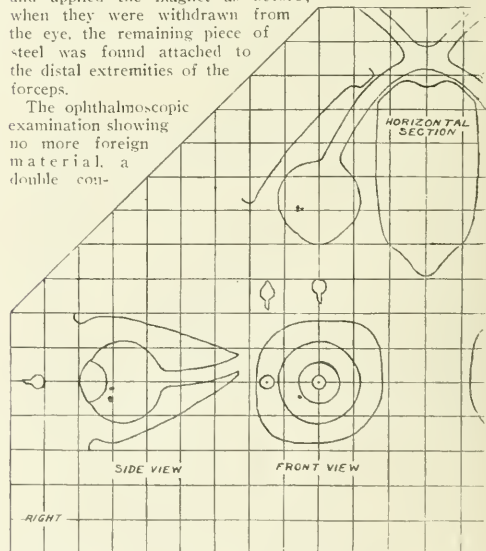 and applied the magnet as before,
when they were withdrawn from
the eye, the remaining piece of
steel was found attached to
the distal extremities of the
forceps.
The ophthalmoscopic
examination showing
no more foreign
material, a
double con-
HORIZONTAL
SECTION
SIDE VIEW
FRONT VIEW
RIGHT